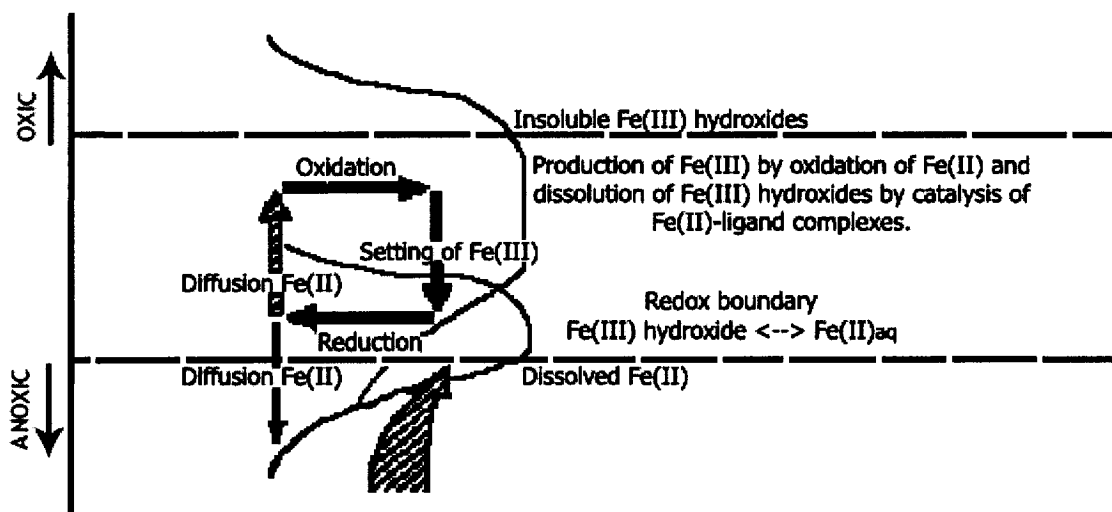 OXIC
Insoluble Fe(III) hydroxides
Oxidation
Production of Fe(III) by oxidation of Fe(II) and
dissolution of Fe(III) hydroxides by catalysis of
Fe(II)-ligand complexes.
Setting of Fe(III)
Diffusion Fe(II)
Redox boundary
Fe(III) hydroxide <--> Fe(II)aq
Reduction
Diffusion Fe(II)
Dissolved Fe(II)
ANOXIC